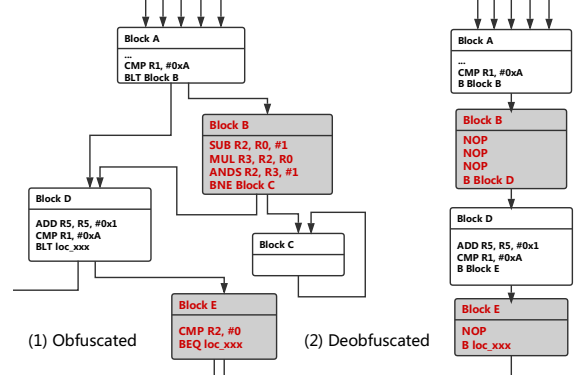 Block A
...
CMP R1, #0xA
BLT Block B
Block B
SUB R2, R0, #1
MUL R3, R2, R0
ANDS R2, R3, #1
BNE Block C
Block D
ADD R5, R5, #0x1
CMP R1, #0xA
BLT loc_xxx
Block C
Block E
CMP R2, #0
BEQ loc_xxx
(1) Obfuscated
Block A
...
CMP R1, #0xA
B Block B
Block B
NOP
NOP
NOP
B Block D
Block D
ADD R5, R5, #0x1
CMP R1, #0xA
B Block E
Block E
NOP
B loc_xxx
(2) Deobfuscated